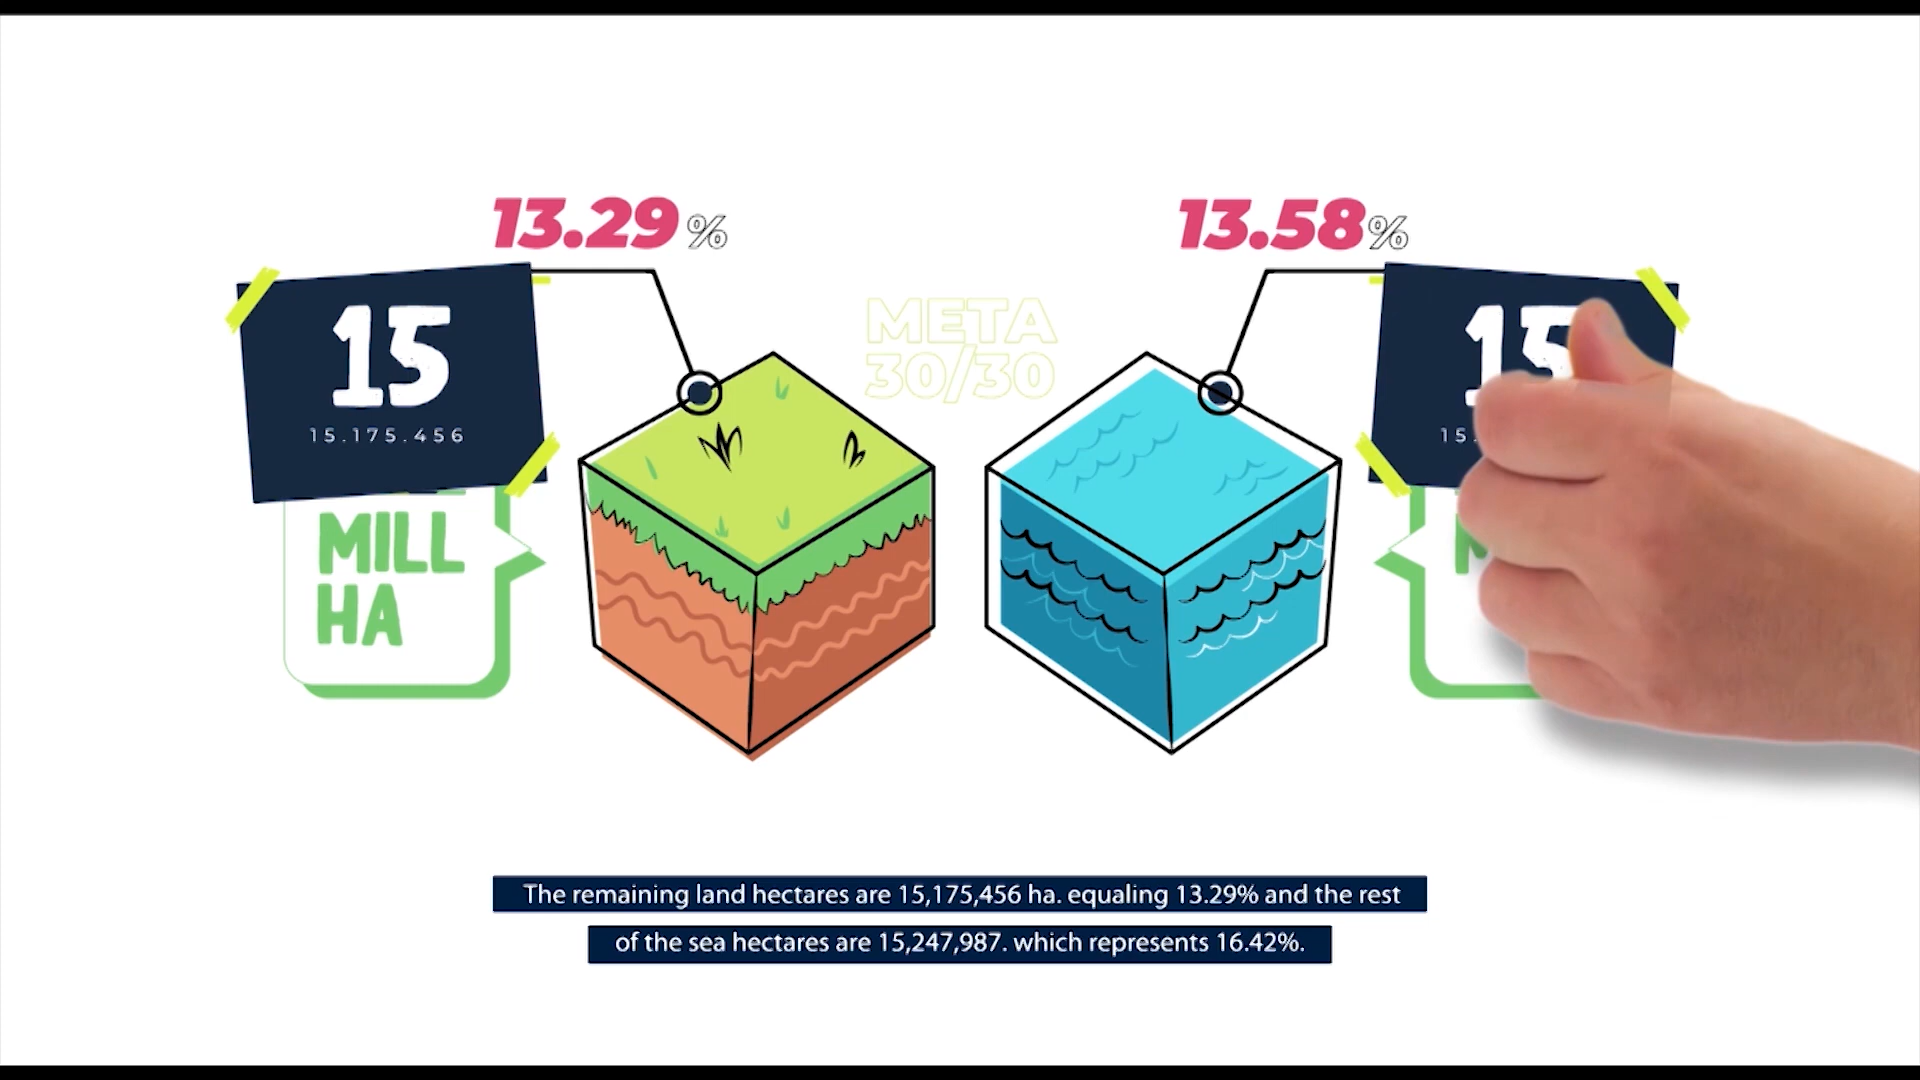 13.29 %
13.58 %
META
30/30
15
15.175.456
15
15.
MILL
HA
The remaining land hectares are 15,175,456 ha. equaling 13.29% and the rest
of the sea hectares are 15,247,987. which represents 16.42%.